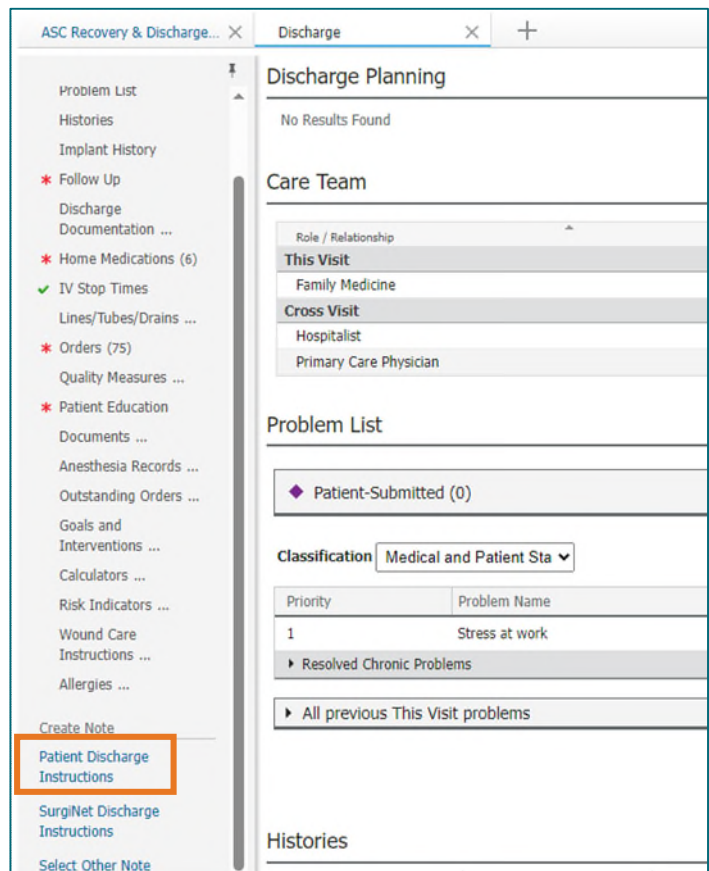 ASC Recovery & Discharge...
Discharge
Problem List
Histories
Implant History
Follow Up
Discharge
Documentation ...
Home Medications (6)
IV Stop Times
Lines/Tubes/Drains ...
Orders (75)
Quality Measures ...
Patient Education
Documents ...
Anesthesia Records ...
Outstanding Orders ...
Goals and
Interventions ...
Calculators ...
Risk Indicators ...
Wound Care
Instructions ...
Allergies ...
Create Note
Patient Discharge
Instructions
SurgiNet Discharge
Instructions
Select Other Note
Discharge Planning
No Results Found
Care Team
Role / Relationship
This Visit
Family Medicine
Cross Visit
Hospitalist
Primary Care Physician
Problem List
Patient-Submitted (0)
Classification Medical and Patient Sta
Priority Problem Name
1 Stress at work
Resolved Chronic Problems
All previous This Visit problems
Histories